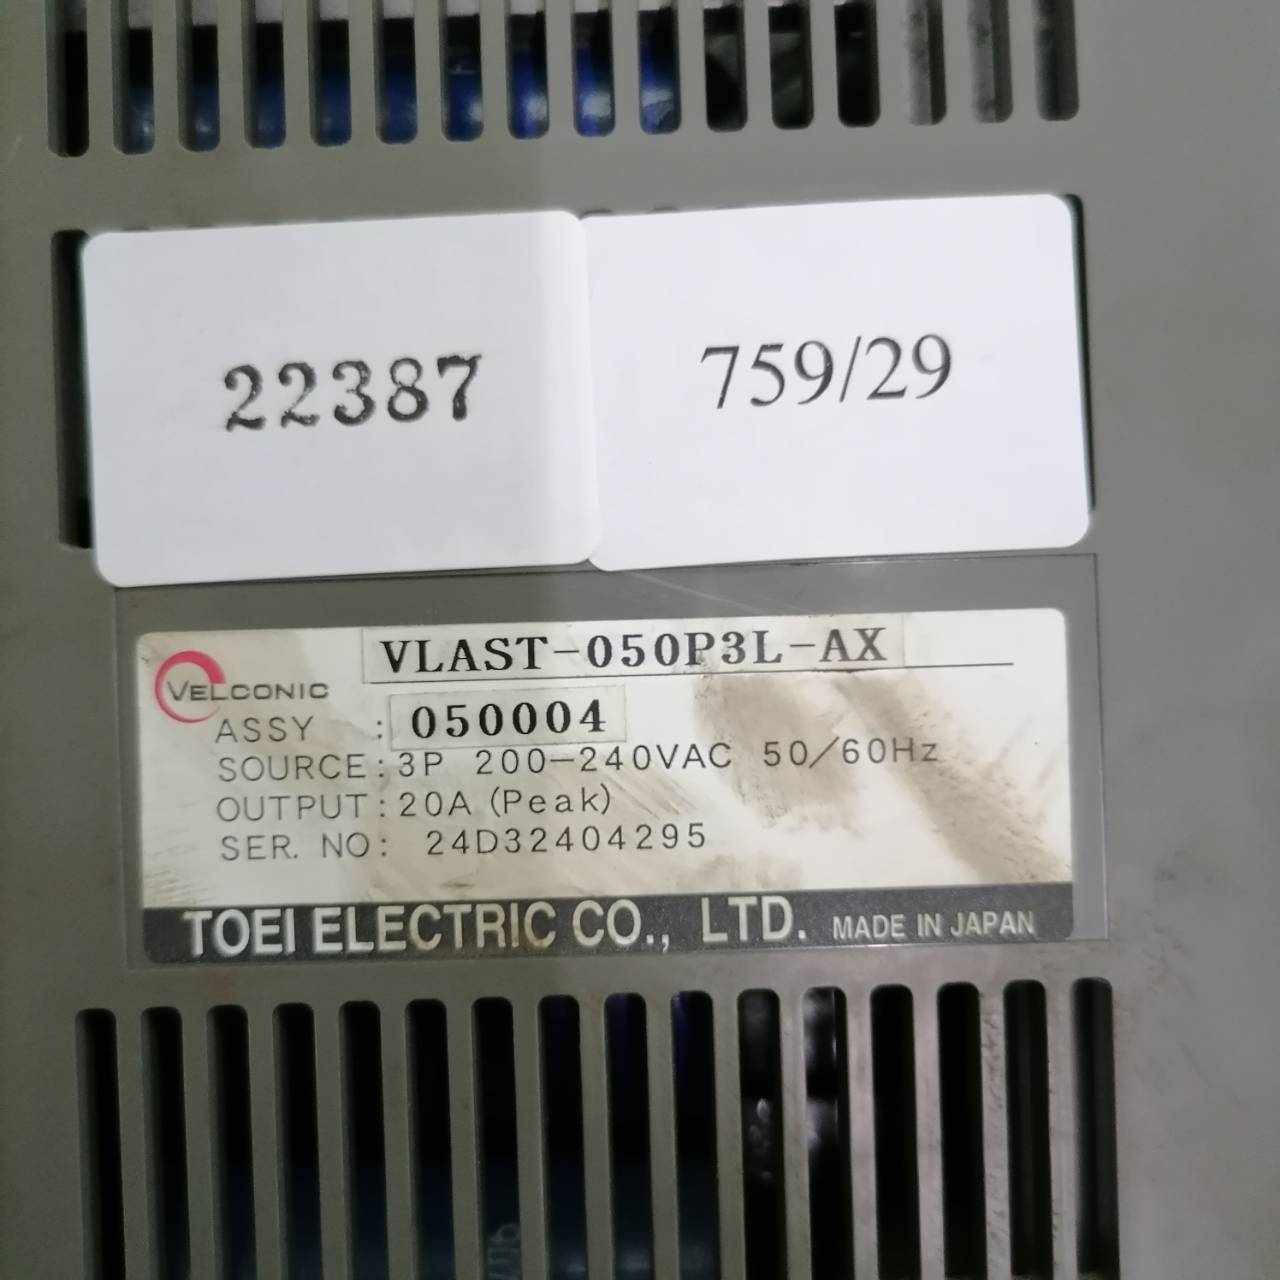 22387
759/29
VLAST-050P3L-AX
VELCONIC
ASSY : 050004
SOURCE: 3P 200-240VAC 50/60Hz
OUTPUT: 20A (Peak)
SER. NO: 24D32404295
TOEI ELECTRIC CO., LTD. MADE IN JAPAN